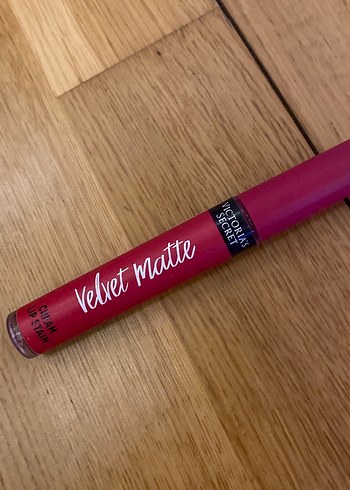 VICTORIA'S
SECRET
Velvet Matte
CREAM
LIP STAIN